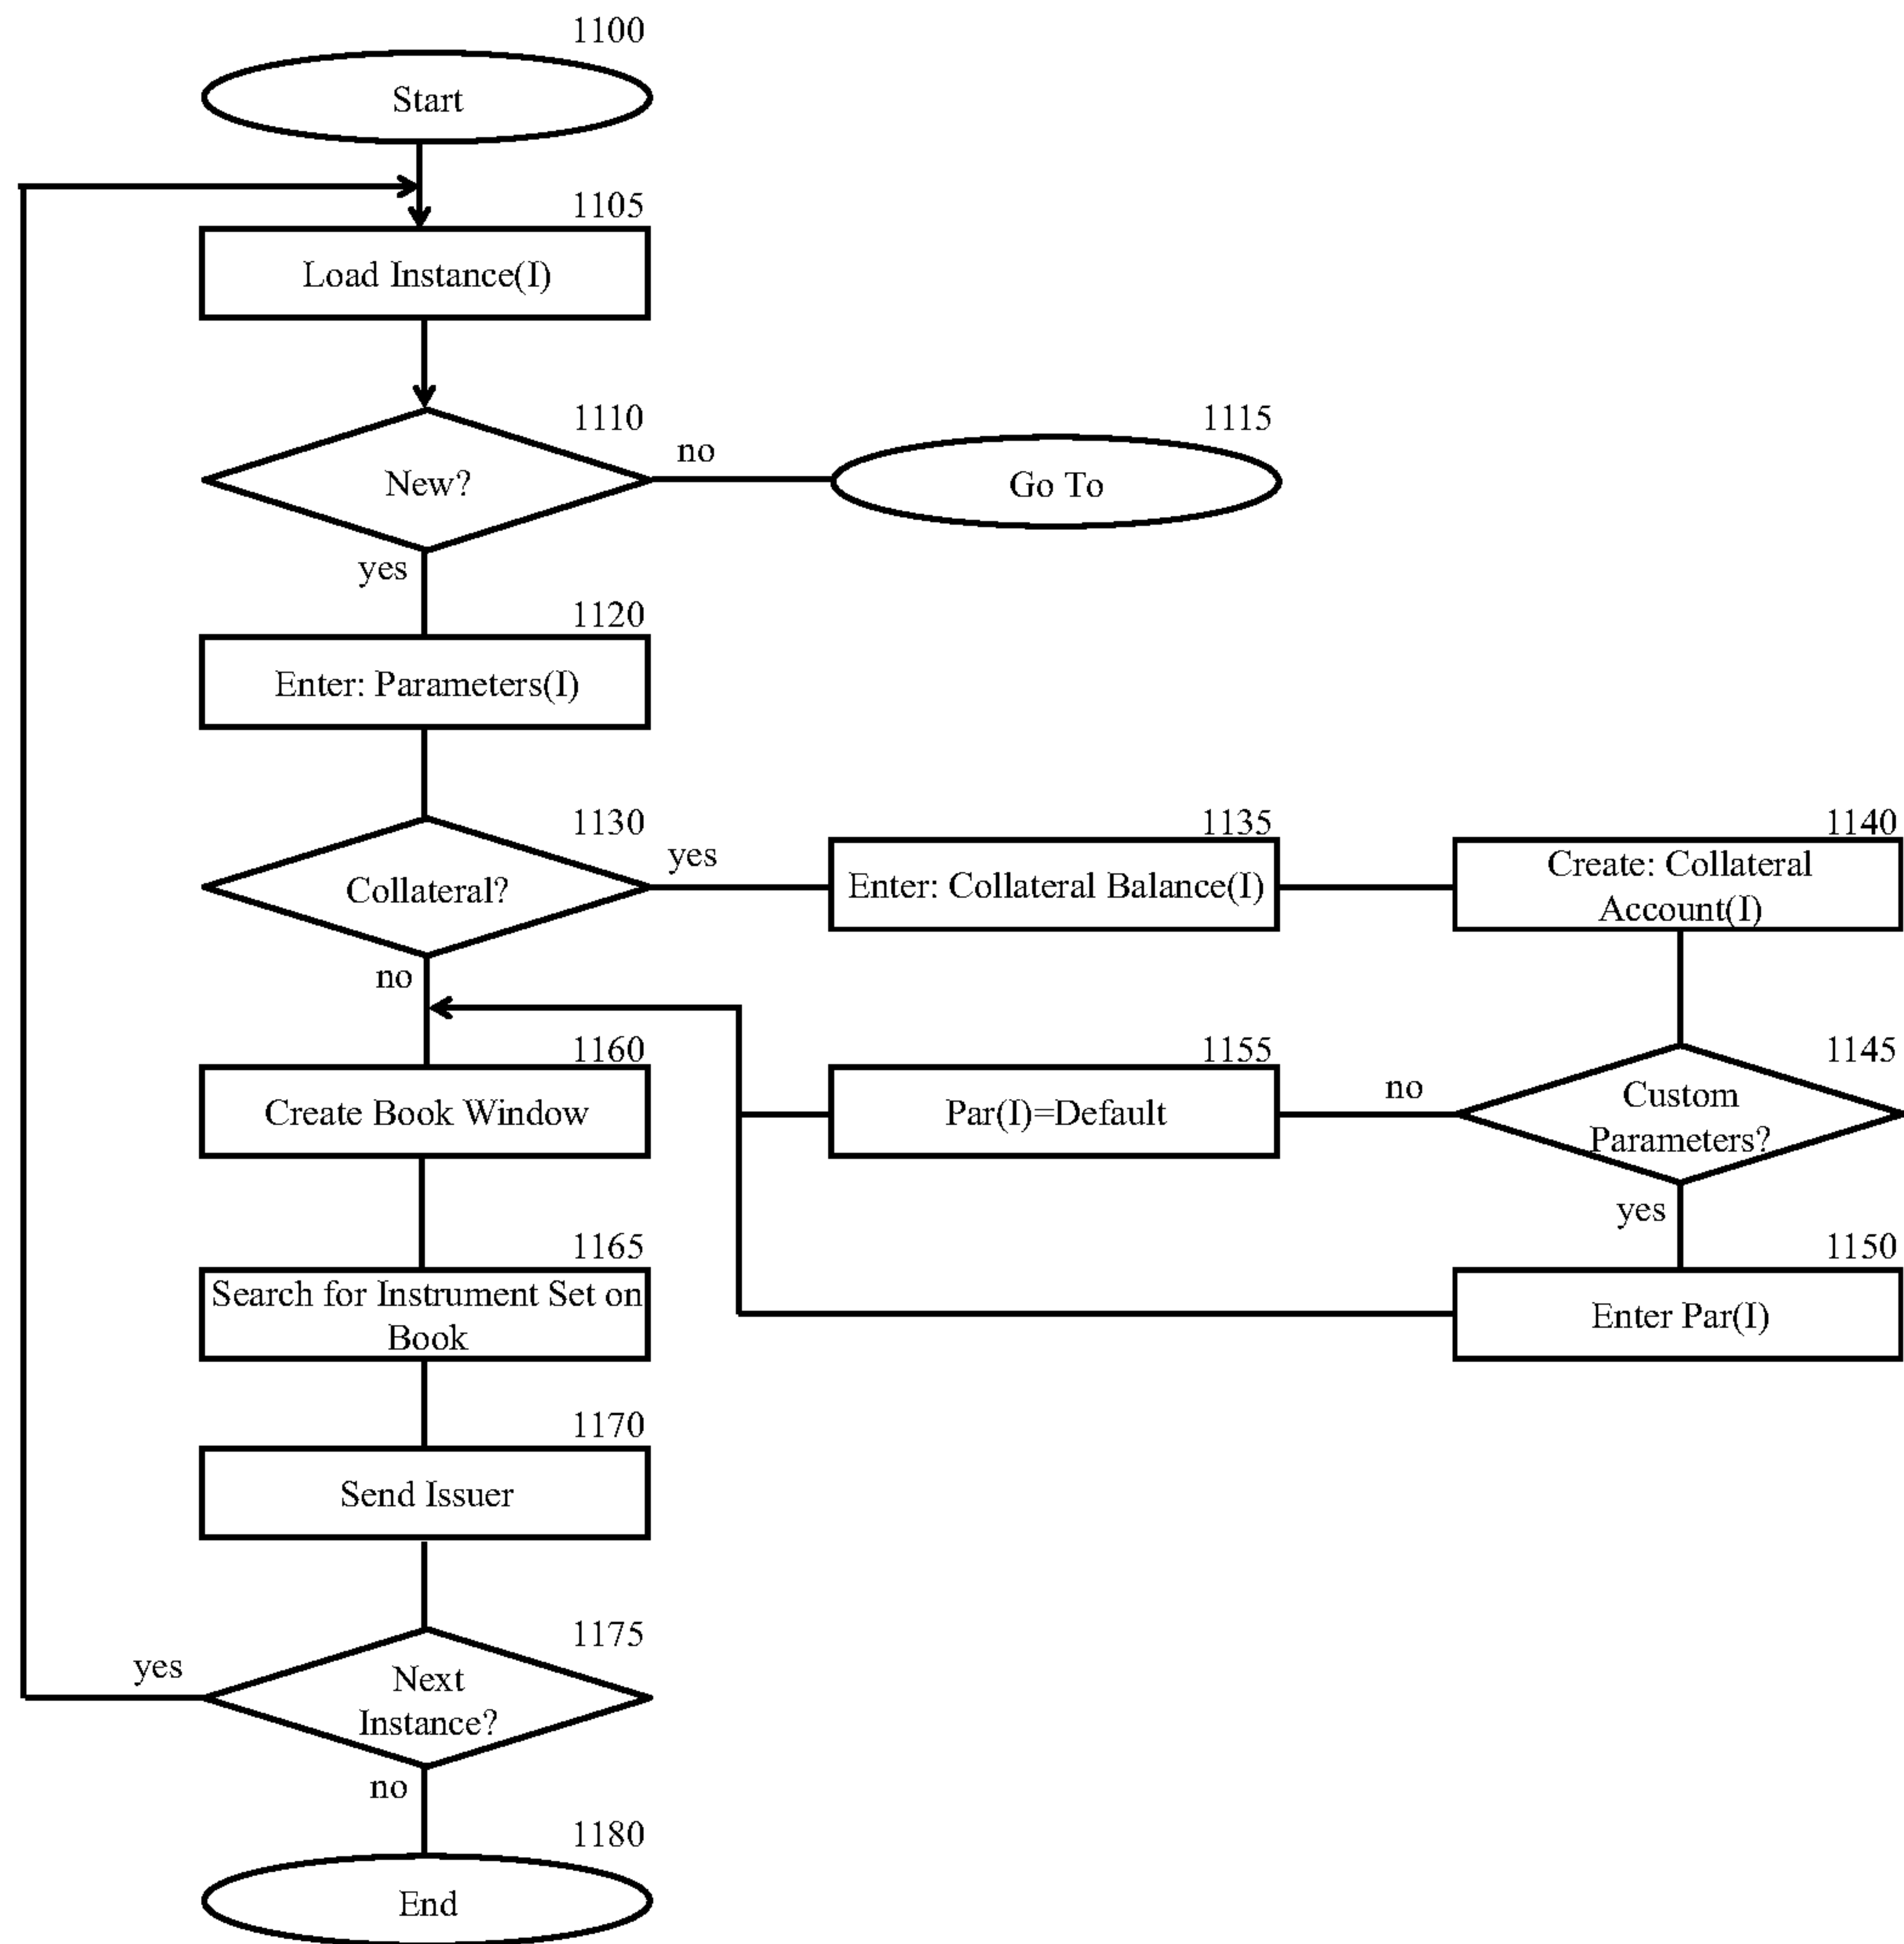 1100
Start
1105
Load Instance(I)
1110
New?
no
1115
Go To
yes
1120
Enter: Parameters(I)
1130
Collateral?
yes
1135
Enter: Collateral Balance(I)
1140
Create: Collateral
Account(I)
no
1145
Custom
Parameters?
no
1155
Par(I)=Default
yes
1150
Enter Par(I)
1160
Create Book Window
1165
Search for Instrument Set on
Book
1170
Send Issuer
1175
Next
Instance?
yes
no
1180
End